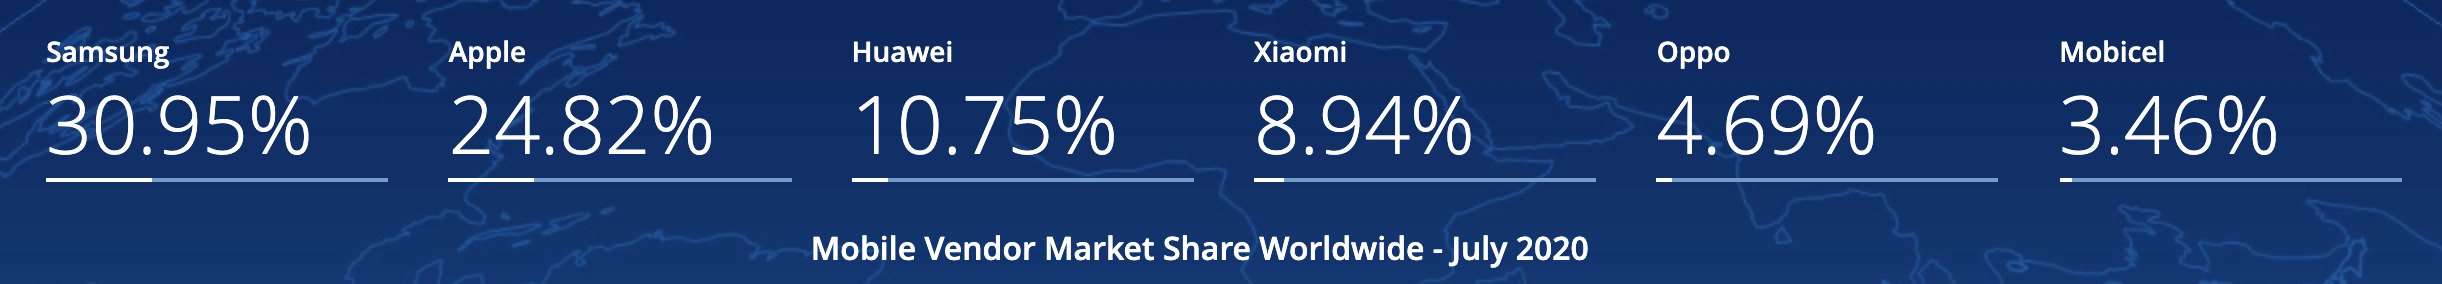 Samsung
30.95%
Apple
24.82%
Huawei
10.75%
Xiaomi
8.94%
Oppo
4.69%
Mobicel
3.46%
Mobile Vendor Market Share Worldwide - July 2020